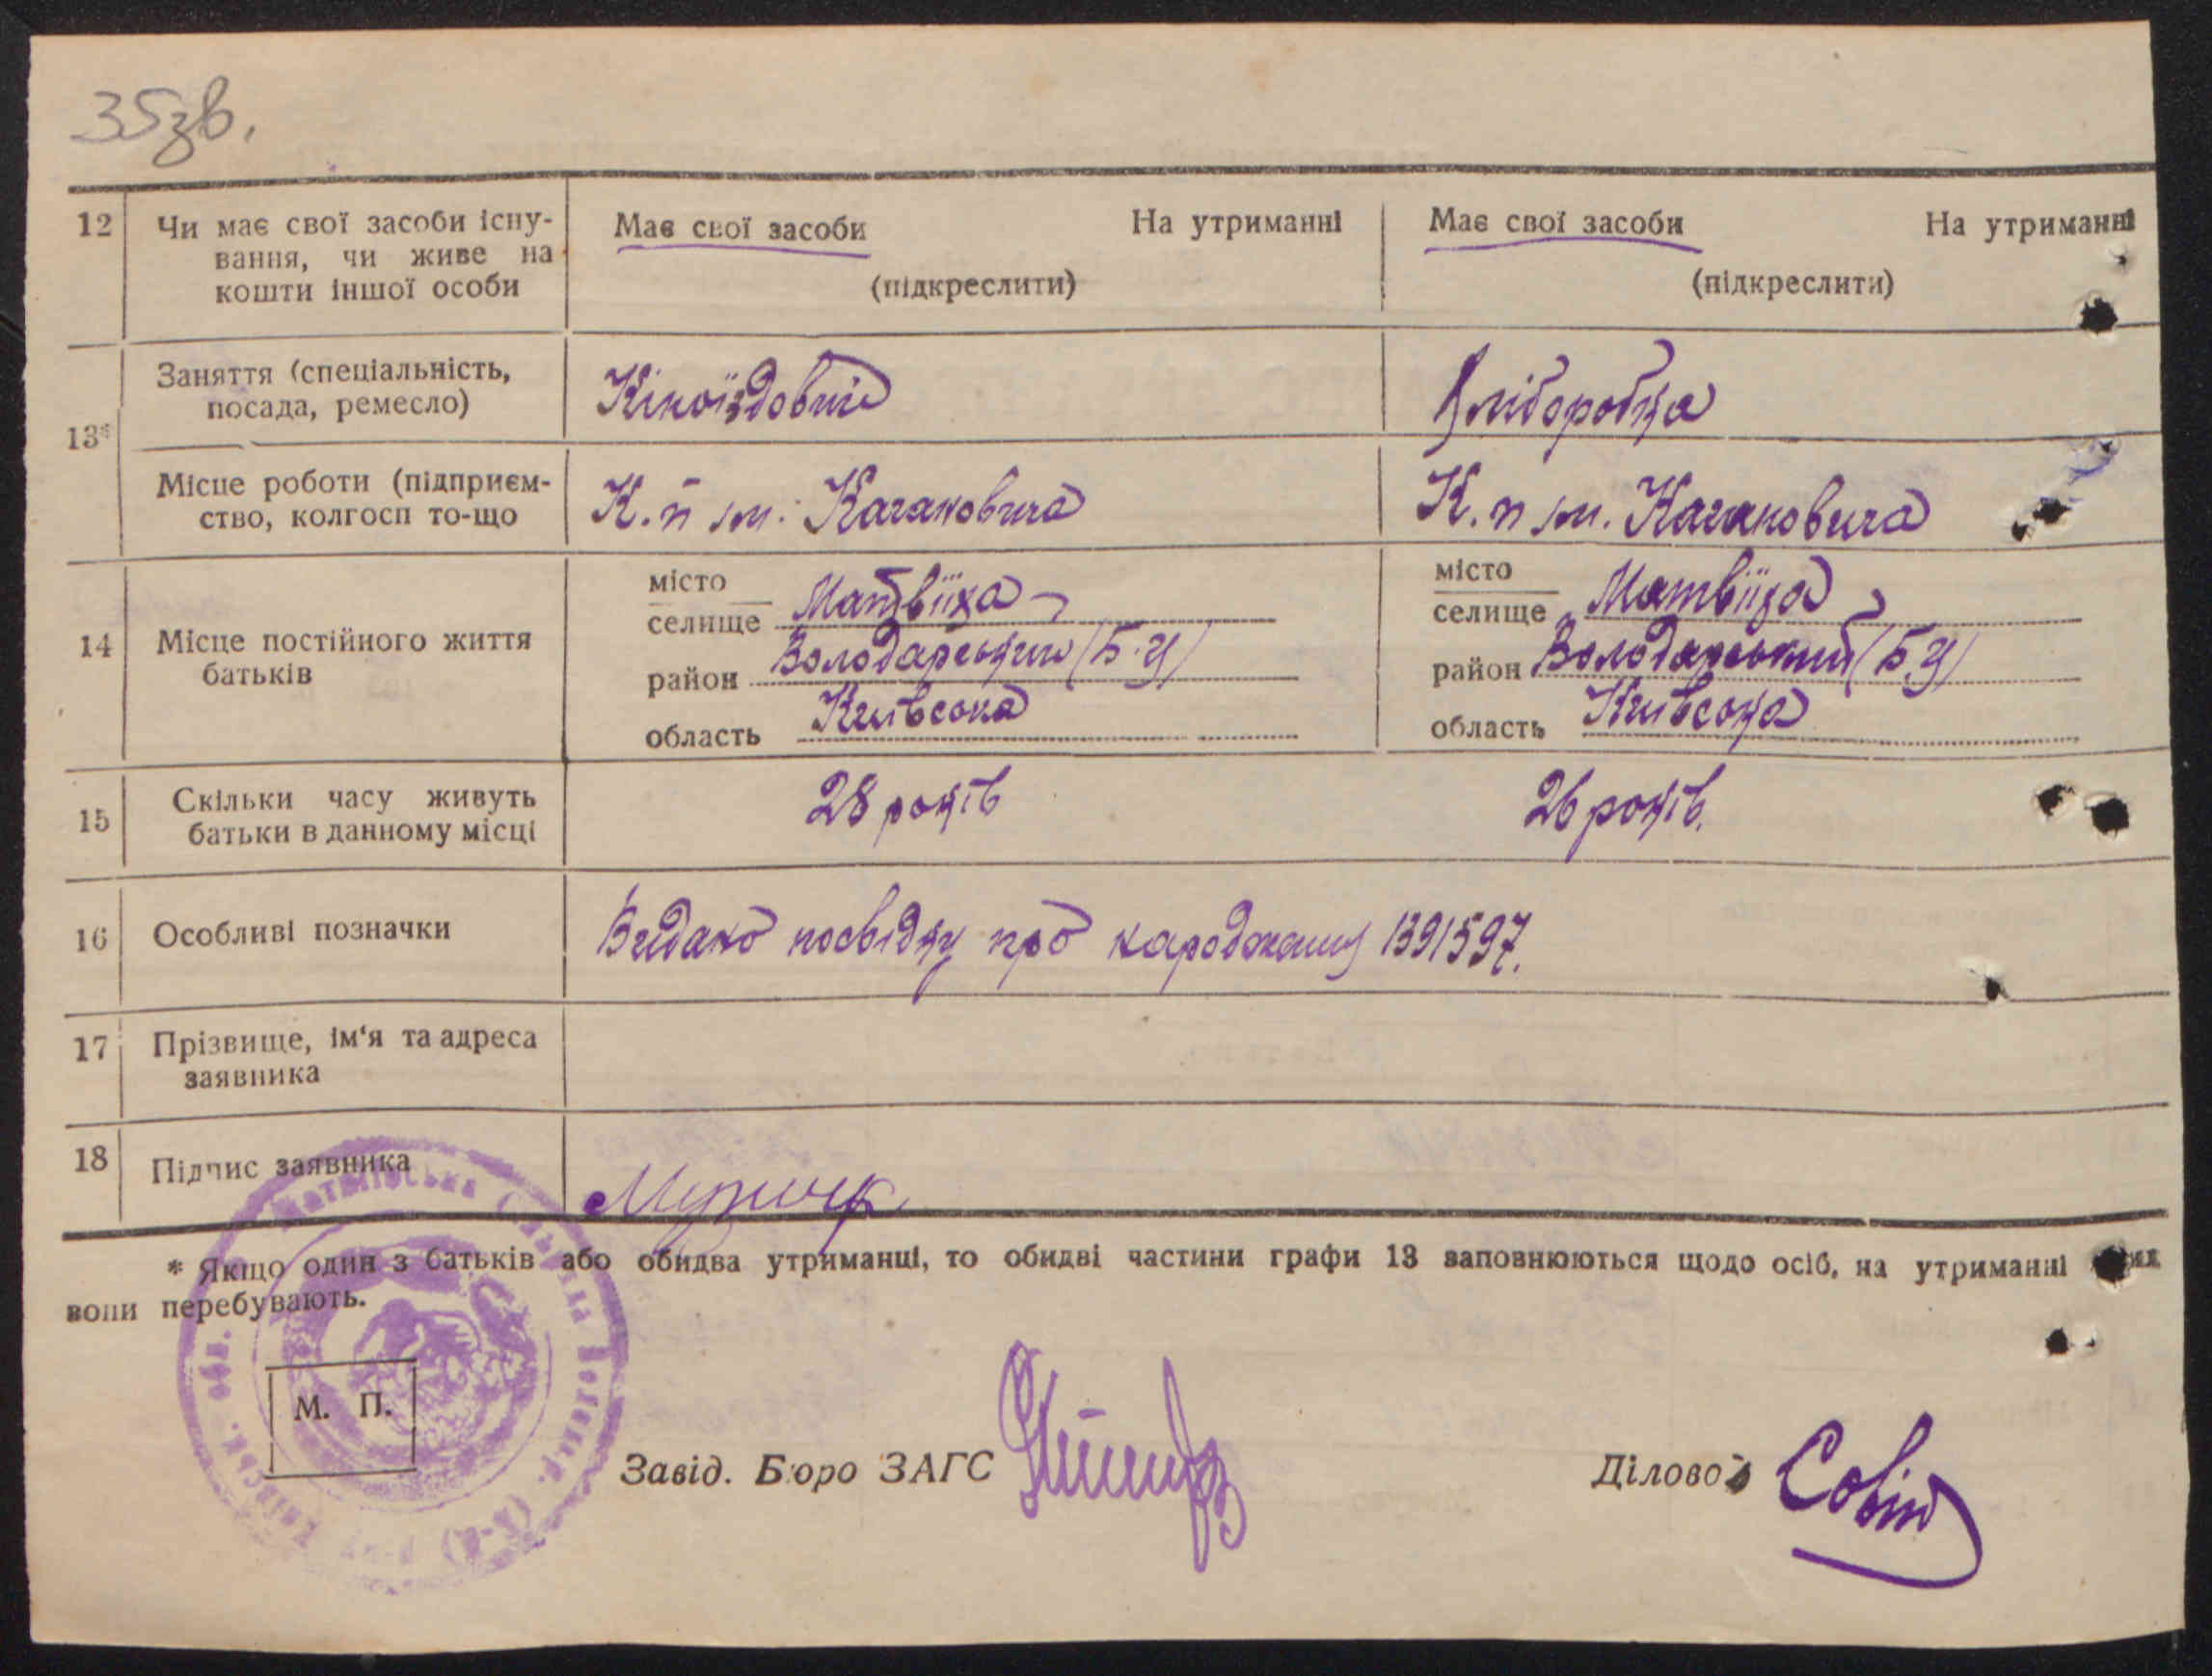 35зв.
12 Чи має свої засоби існу-
вання, чи живе на
кошти іншої особи
Має свої засоби На утриманні
(підкреслити)
Має свої засоби На утриманні
(підкреслити)
13*
Заняття (спеціальність,
посада, ремесло)
Кіноїздовий
Хліборобка
Місце роботи (підприєм-
ство, колгосп то-що
К.п ім. Кагановича
К.п ім. Кагановича
14 Місце постійного життя
батьків
місто
селище Матвіїха
район Володарський (Б.Ц)
область Київська
місто
селище Матвіїха
район Володарський (Б.Ц)
область Київська
15 Скільки часу живуть
батьки в данному місці
28 років
26 років.
16 Особливі позначки
Видано посвідку про народження 1391597.
17 Прізвище, ім'я та адреса
заявника
18 Підпис заявника
* Якщо один з батьків або обидва утриманці, то обидві частини графи 13 заповнюються щодо осіб, на утриманні
вони перебувають.
М. П.
Завід. Бюро ЗАГС
Діловод